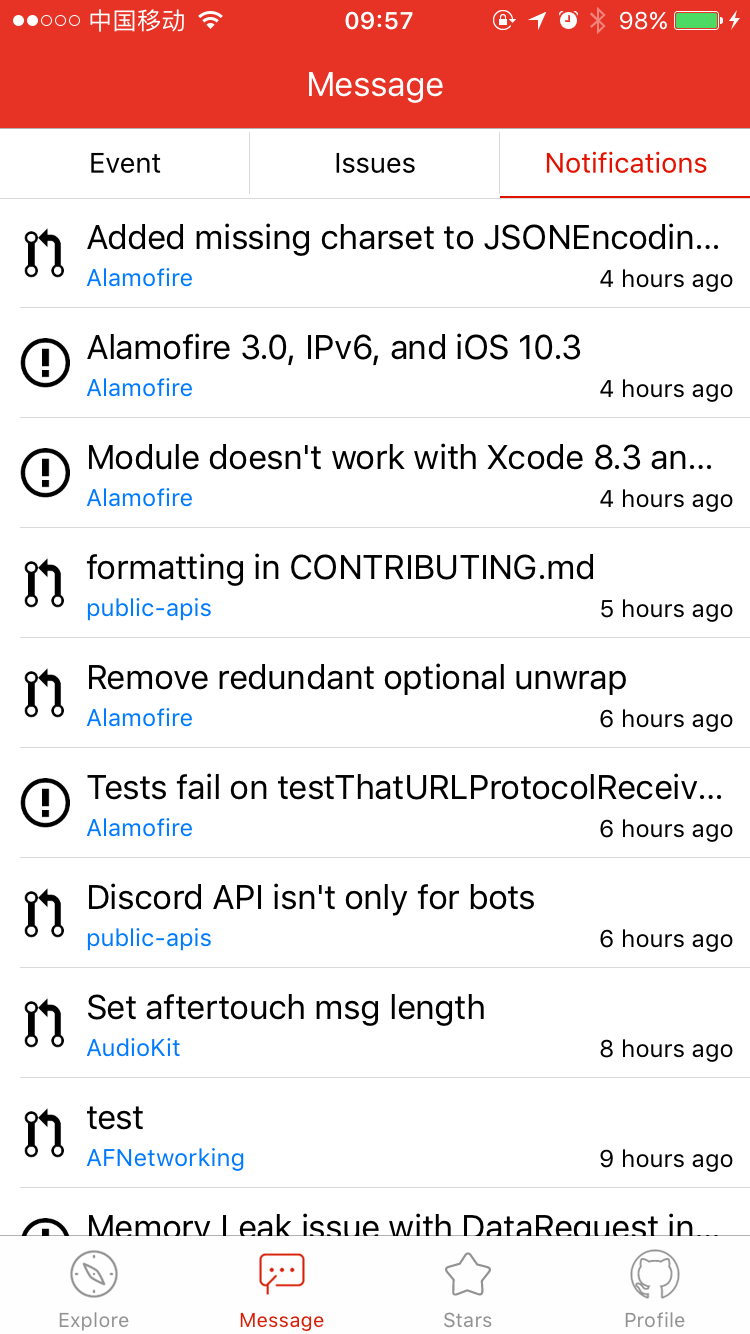 中国移动 09:57 98%
Message
Event Issues Notifications
Added missing charset to JSONEncodin...
Alamofire 4 hours ago
Alamofire 3.0, IPv6, and iOS 10.3
Alamofire 4 hours ago
Module doesn't work with Xcode 8.3 an...
Alamofire 4 hours ago
formatting in CONTRIBUTING.md
public-apis 5 hours ago
Remove redundant optional unwrap
Alamofire 6 hours ago
Tests fail on testThatURLProtocolReceiv...
Alamofire 6 hours ago
Discord API isn't only for bots
public-apis 6 hours ago
Set aftertouch msg length
AudioKit 8 hours ago
test
AFNetworking 9 hours ago
Memory Leak issue with DataRequest in...
Explore Message Stars Profile